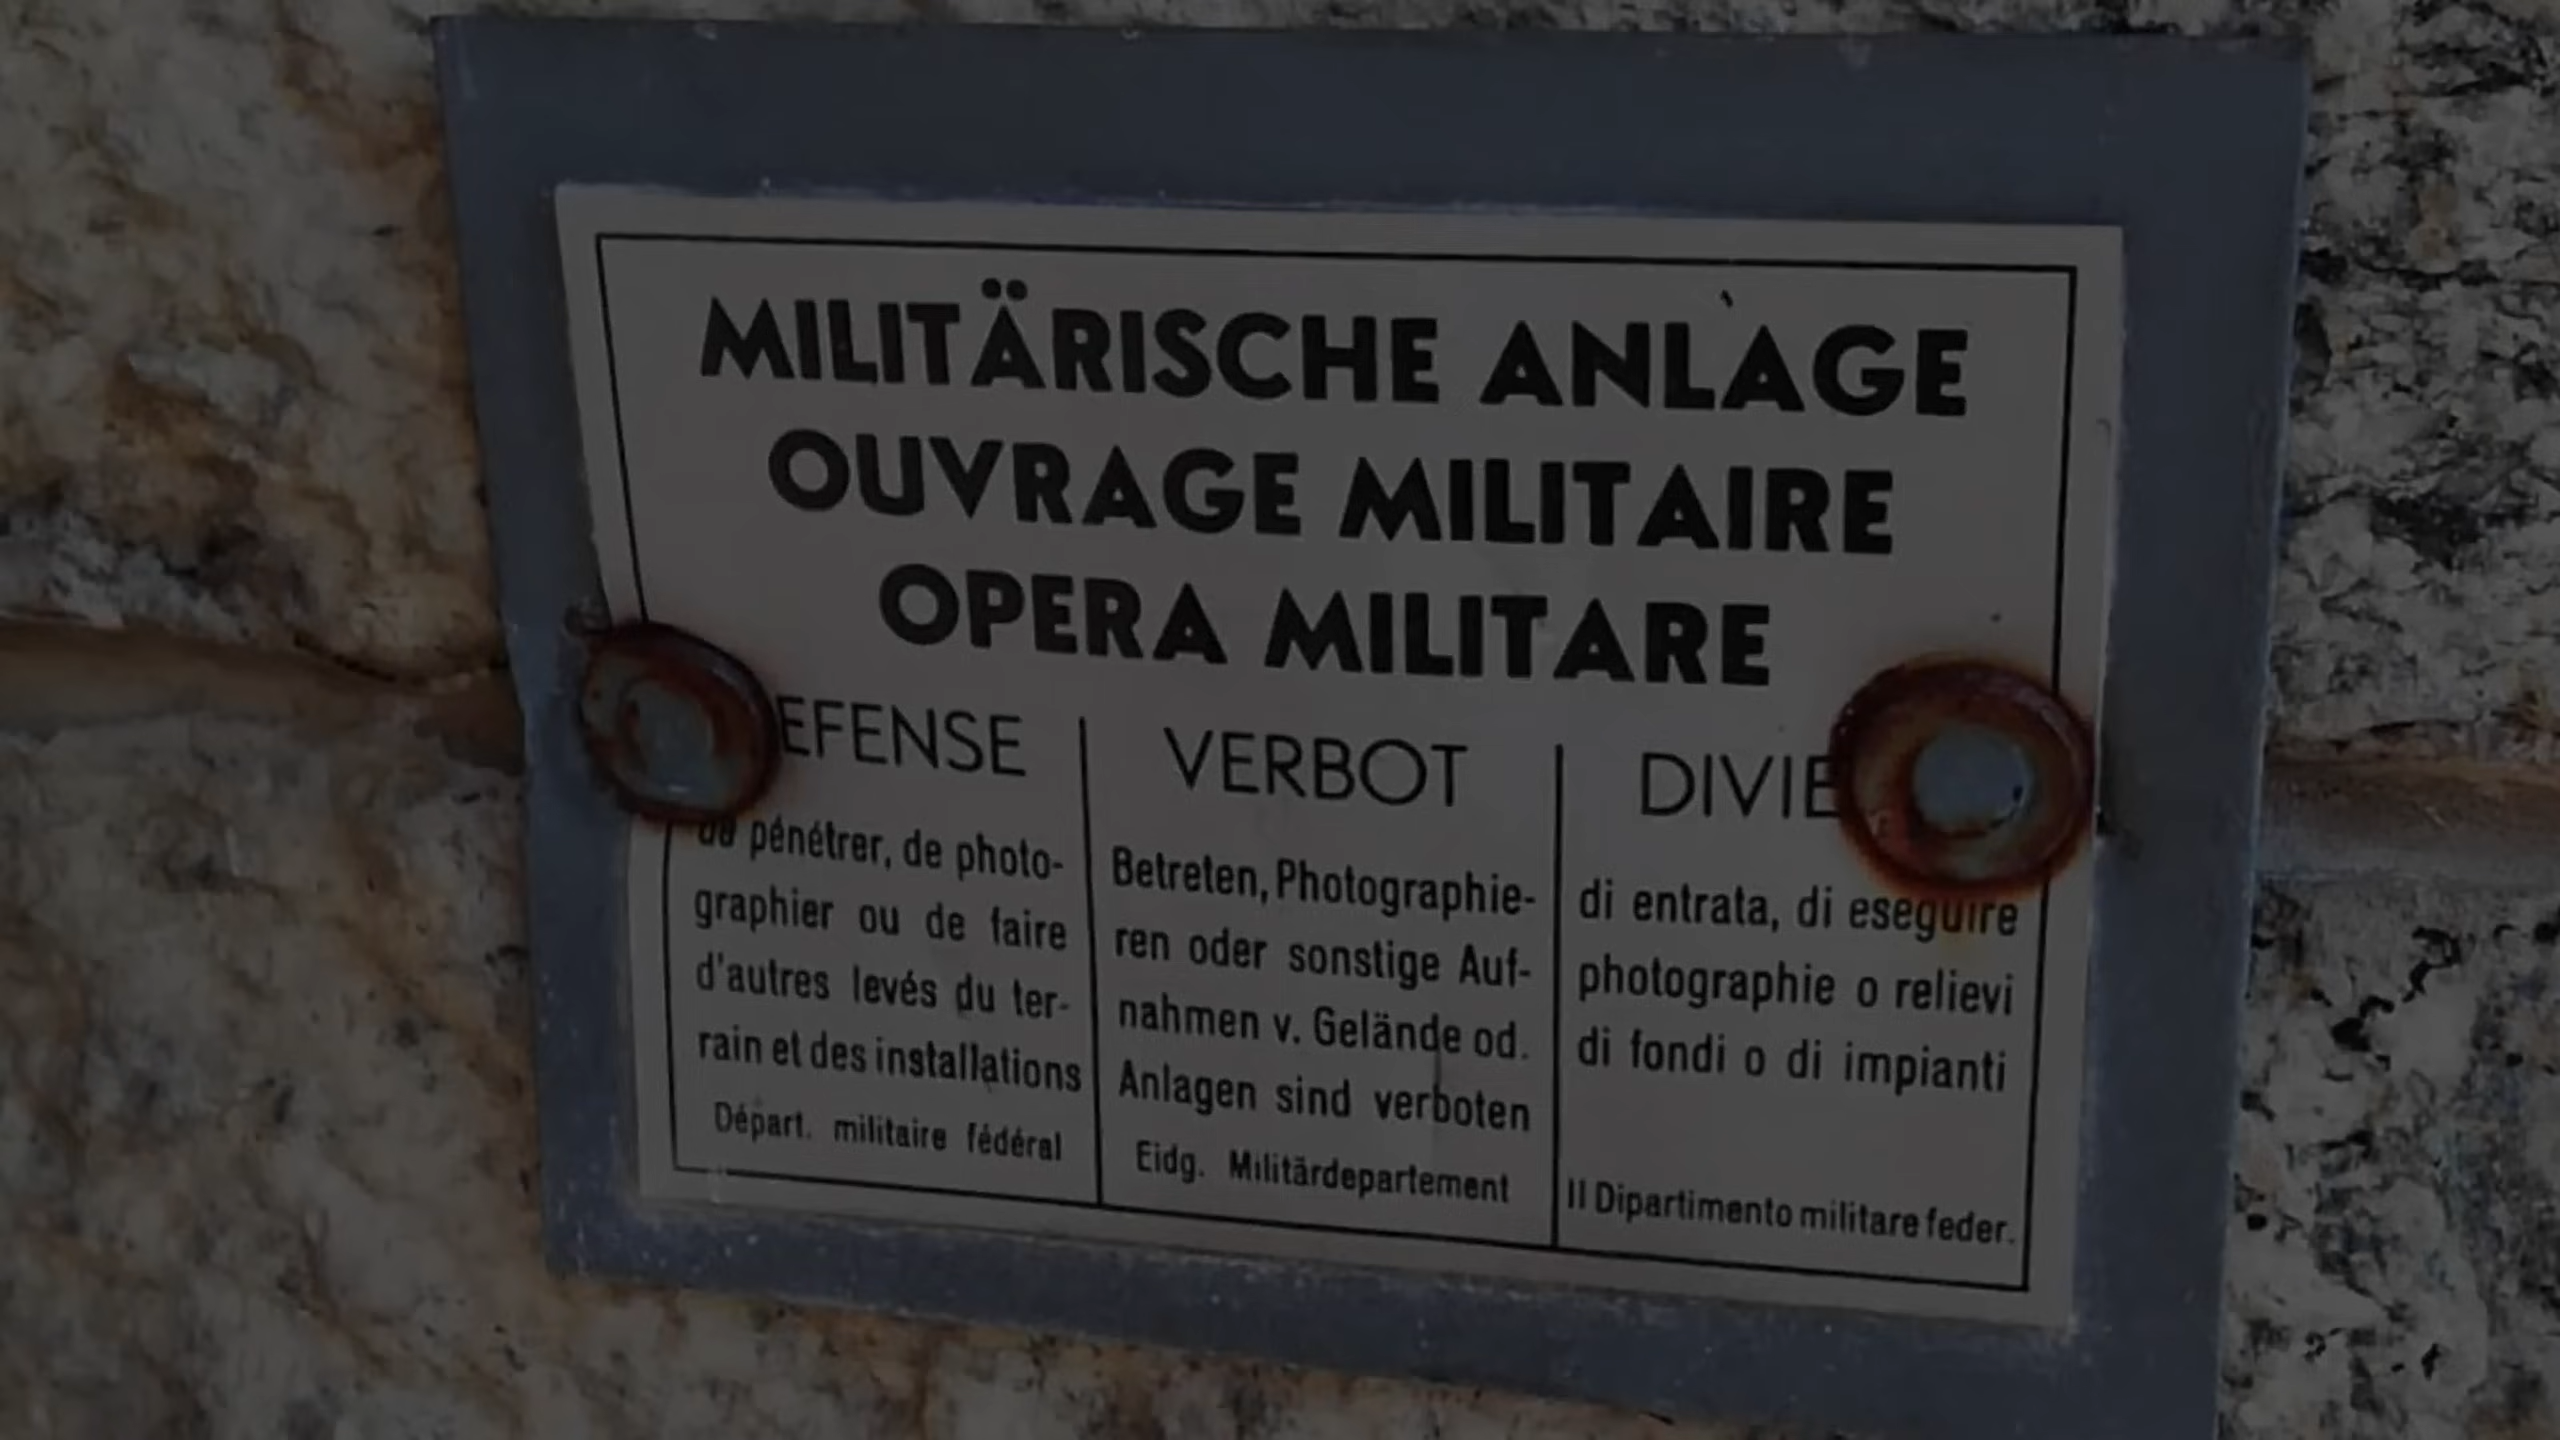 MILITÄRISCHE ANLAGE
OUVRAGE MILITAIRE
OPERA MILITARE
EFENSE
de pénétrer, de photo-
graphier ou de faire
d'autres levés du ter-
rain et des installations
Départ. militaire fédéral
VERBOT
Betreten, Photographie-
ren oder sonstige Auf-
nahmen v. Gelände od.
Anlagen sind verboten
Eidg. Militärdepartement
DIVIE
di entrata, di eseguire
photographie o relievi
di fondi o di impianti
Il Dipartimento militare feder.